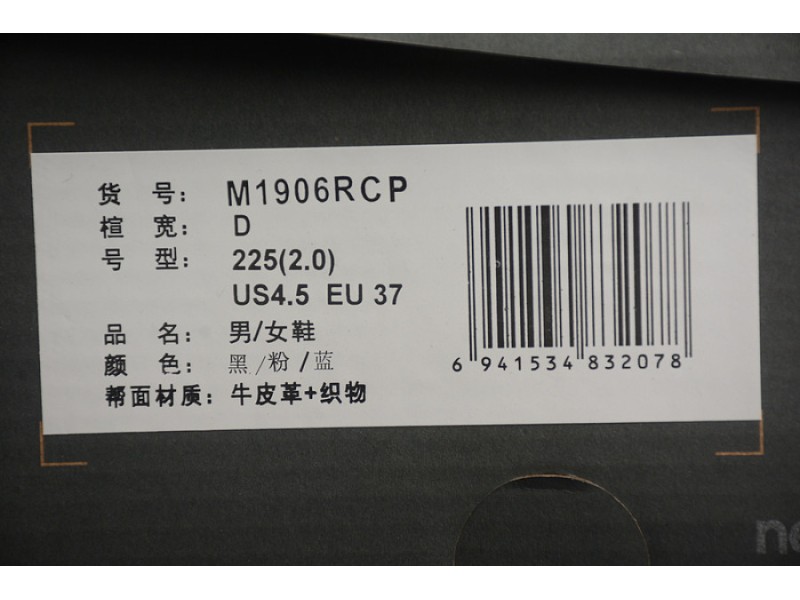 货 号: M1906RCP
楦 宽: D
号 型: 225(2.0)
US4.5 EU 37
品 名: 男/女鞋
颜 色: 黑/粉/蓝
帮面材质: 牛皮革+织物
6 941534 832078